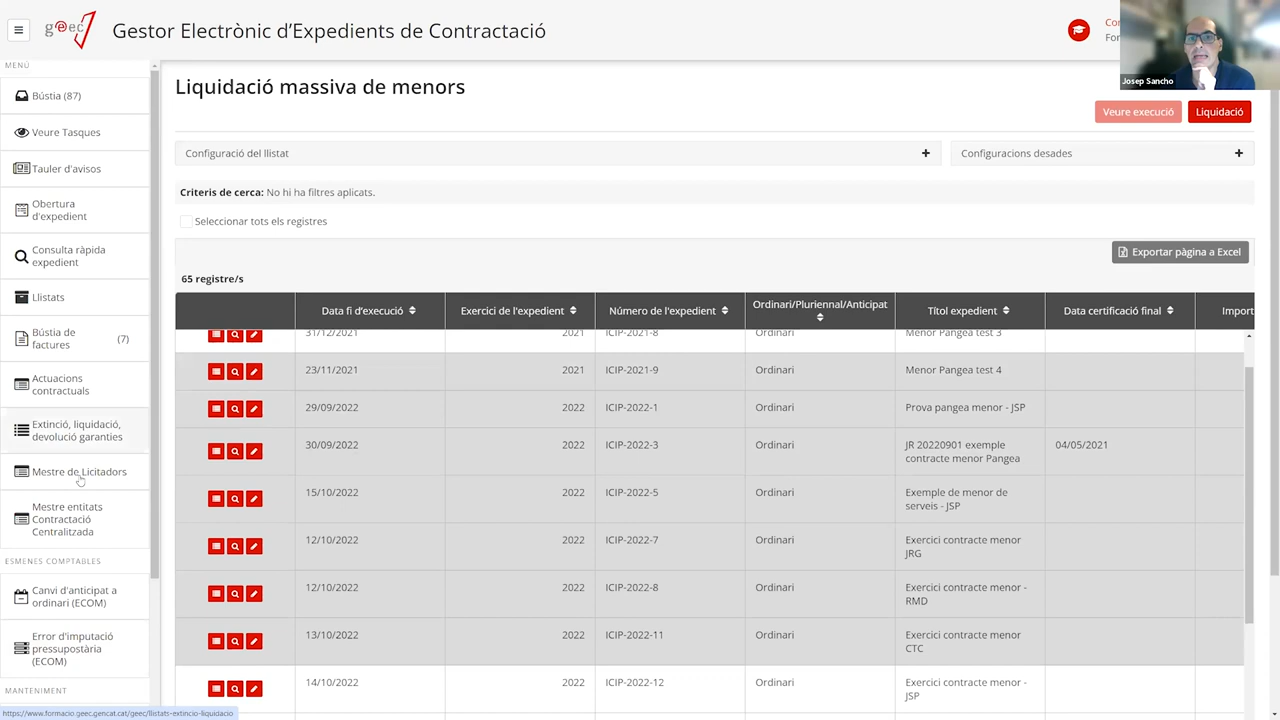 geec
Gestor Electrònic d'Expedients de Contractació
Josep Sancho
MENÚ
Bústia (87)
Veure Tasques
Tauler d'avisos
Obertura
d'expedient
Consulta ràpida
expedient
Llistats
Bústia de
factures
(7)
Actuacions
contractuals
Extinció, liquidació,
devolució garanties
Mestre de Licitadors
Mestre entitats
Contractació
Centralitzada
ESMENES COMPTABLES
Canvi d'anticipat a
ordinari (ECOM)
Error d'imputació
pressupostària
(ECOM)
MANTENIMENT
https://www.formacio.geec.gencat.cat/geec/llistats-extincio-liquidacio
Liquidació massiva de menors
Veure execució
Liquidació
Configuració del llistat +
Configuracions desades +
Criteris de cerca: No hi ha filtres aplicats.
Seleccionar tots els registres
Exportar pàgina a Excel
65 registre/s
Data fi d'execució
Exercici de l'expedient
Número de l'expedient
Ordinari/Pluriennal/Anticipat
Títol expedient
Data certificació final
Import
31/12/2021 2021 ICIP-2021-8 Ordinari Menor Pangea test 3
23/11/2021 2021 ICIP-2021-9 Ordinari Menor Pangea test 4
29/09/2022 2022 ICIP-2022-1 Ordinari Prova pangea menor - JSP
30/09/2022 2022 ICIP-2022-3 Ordinari JR 20220901 exemple 04/05/2021
contracte menor Pangea
15/10/2022 2022 ICIP-2022-5 Ordinari Exemple de menor de
serveis - JSP
12/10/2022 2022 ICIP-2022-7 Ordinari Exercici contracte menor
JRG
12/10/2022 2022 ICIP-2022-8 Ordinari Exercici contracte menor -
RMD
13/10/2022 2022 ICIP-2022-11 Ordinari Exercici contracte menor
CTC
14/10/2022 2022 ICIP-2022-12 Ordinari Exercici contracte menor -
JSP